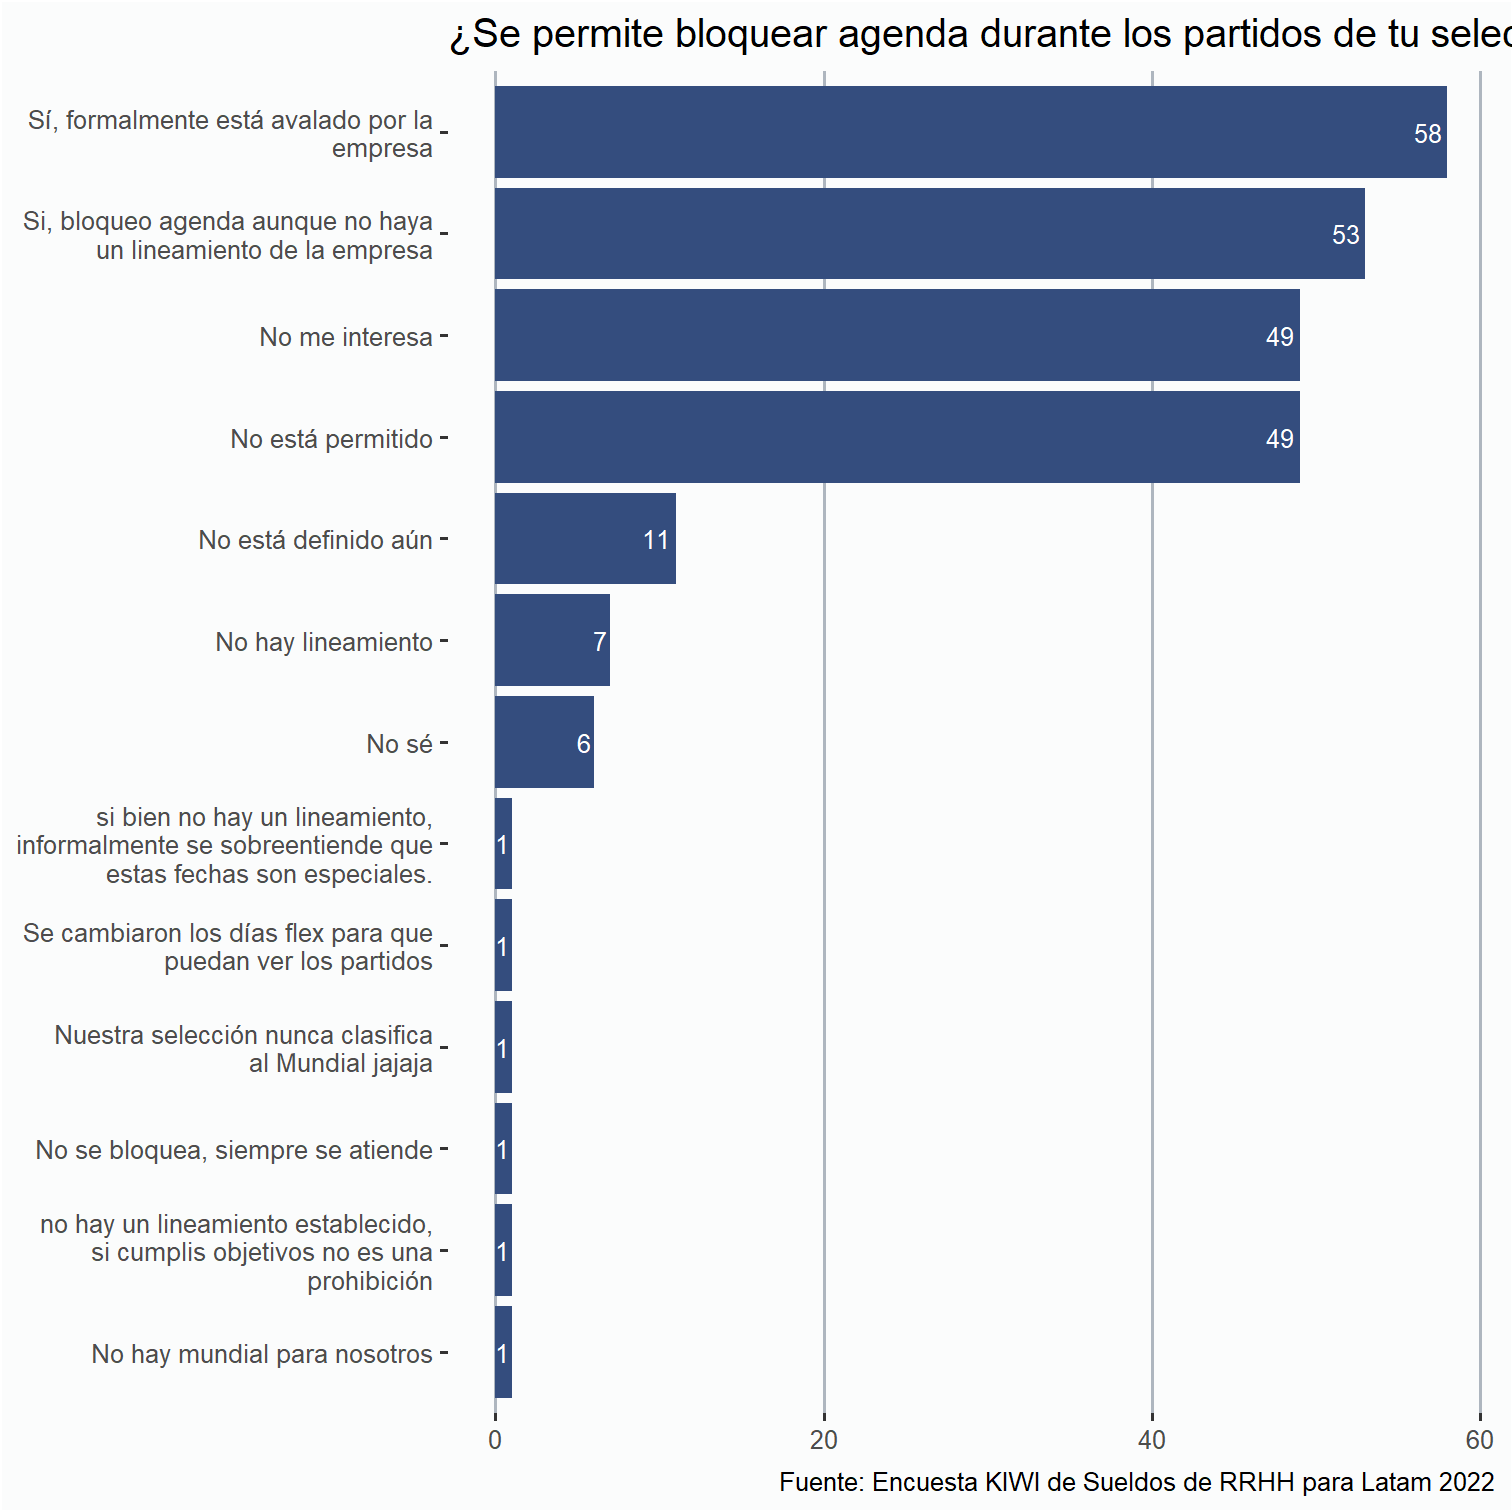 ¿Se permite bloquear agenda durante los partidos de tu selec
Sí, formalmente está avalado por la
empresa
58
Si, bloqueo agenda aunque no haya
un lineamiento de la empresa
53
No me interesa
49
No está permitido
49
No está definido aún
11
No hay lineamiento
7
No sé
6
si bien no hay un lineamiento,
informalmente se sobreentiende que
estas fechas son especiales.
1
Se cambiaron los días flex para que
puedan ver los partidos
1
Nuestra selección nunca clasifica
al Mundial jajaja
1
No se bloquea, siempre se atiende
1
no hay un lineamiento establecido,
si cumplis objetivos no es una
prohibición
1
No hay mundial para nosotros
1
0 20 40 60
Fuente: Encuesta KIWI de Sueldos de RRHH para Latam 2022